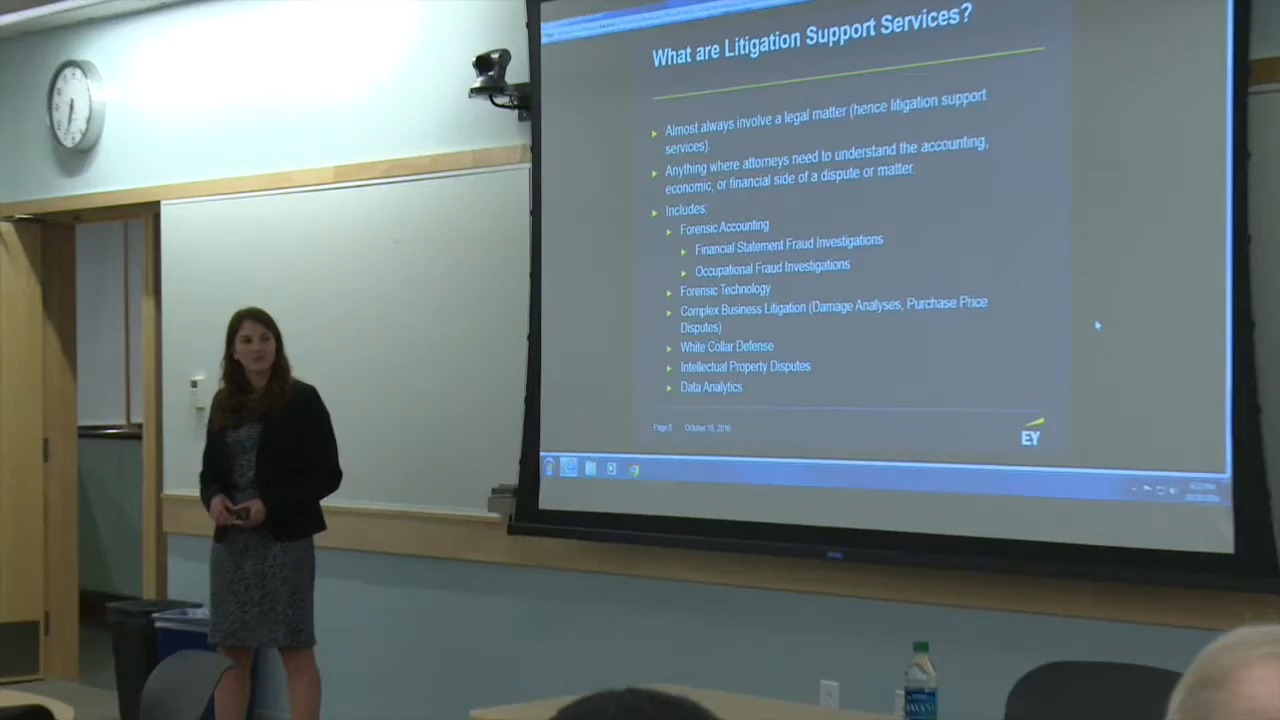 What are Litigation Support Services?
Almost always involve a legal matter (hence litigation support
services)
Anything where attorneys need to understand the accounting,
economic, or financial side of a dispute or matter.
Includes:
Forensic Accounting
Financial Statement Fraud Investigations
Occupational Fraud Investigations
Forensic Technology
Complex Business Litigation (Damage Analyses, Purchase Price
Disputes)
White Collar Defense
Intellectual Property Disputes
Data Analytics
October 18, 2016
EY